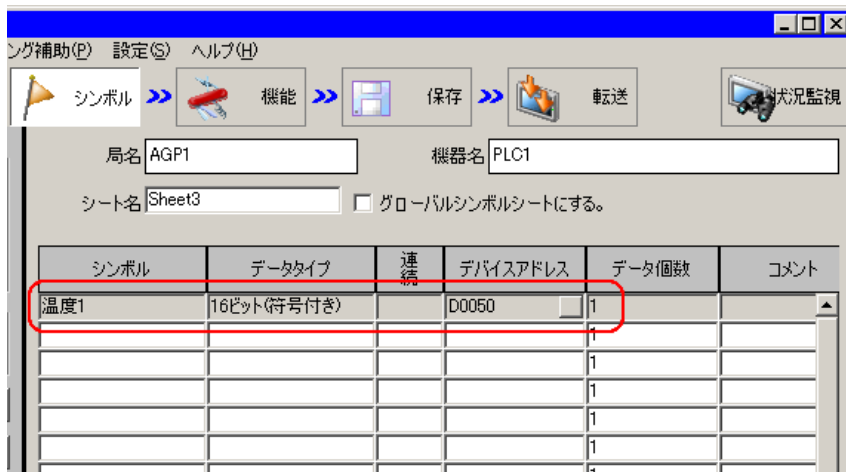 ング補助(P) 設定(S) ヘルプ(H)
シンボル 機能 保存 転送 状況監視
局名 AGP1 機器名 PLC1
シート名 Sheet3 グローバルシンボルシートにする。
シンボル データタイプ 連続 デバイスアドレス データ個数 コメント
温度1 16ビット(符号付き) D0050 1
1
1
1
1
1